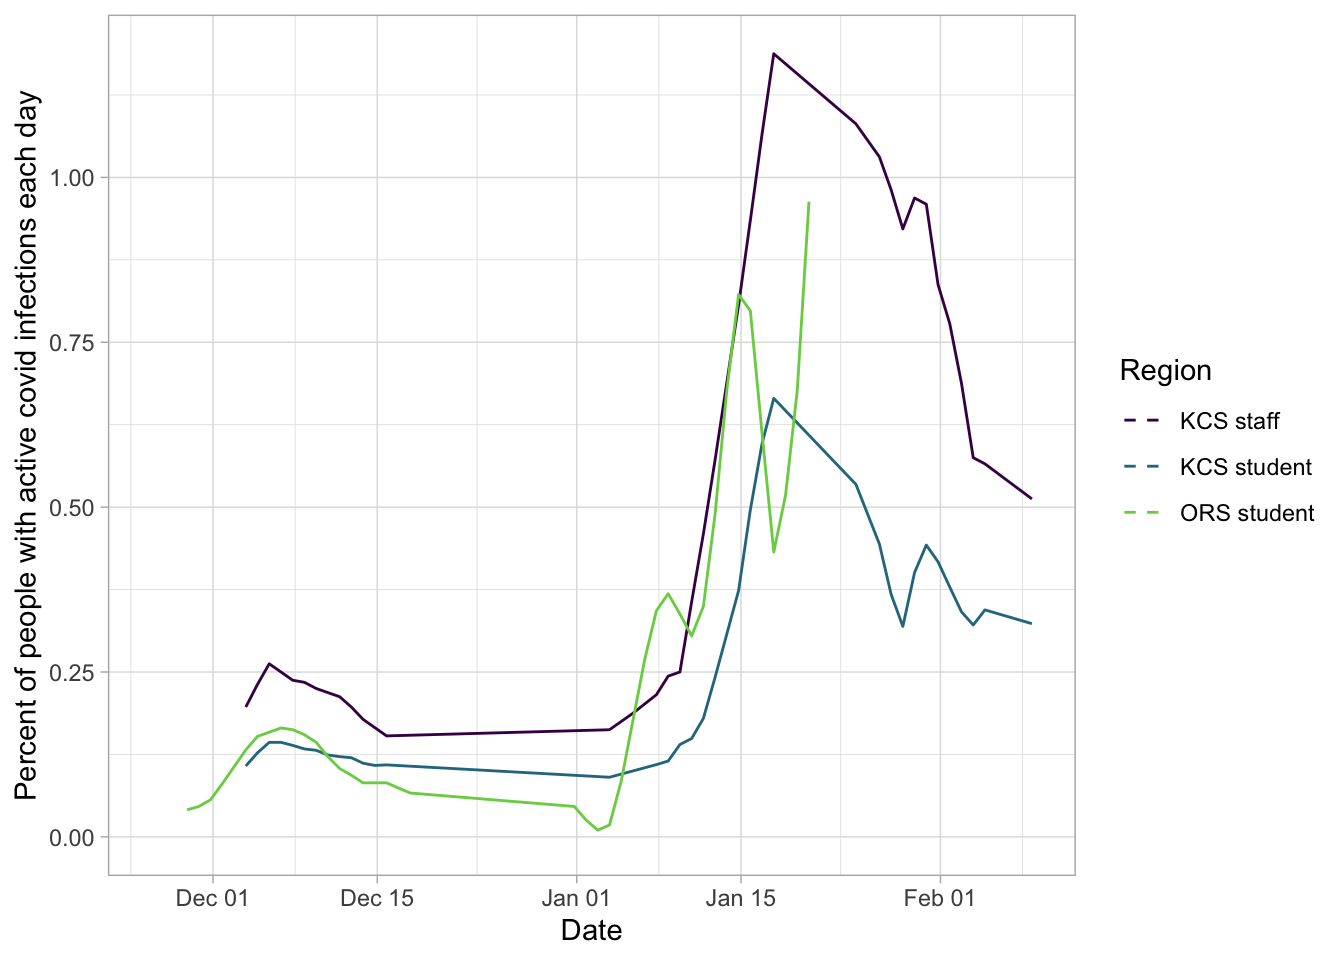 Percent of people with active covid infections each day
1.00
0.75
0.50
0.25
0.00
Dec 01
Dec 15
Jan 01
Jan 15
Feb 01
Date
Region
KCS staff
KCS student
ORS student